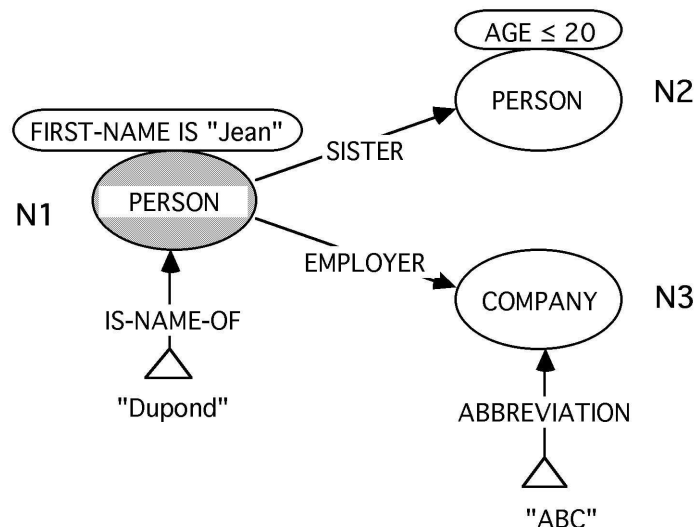 AGE ≤ 20
PERSON
N2
FIRST-NAME IS "Jean"
SISTER
PERSON
N1
EMPLOYER
COMPANY
N3
IS-NAME-OF
"Dupond"
ABBREVIATION
"ABC"